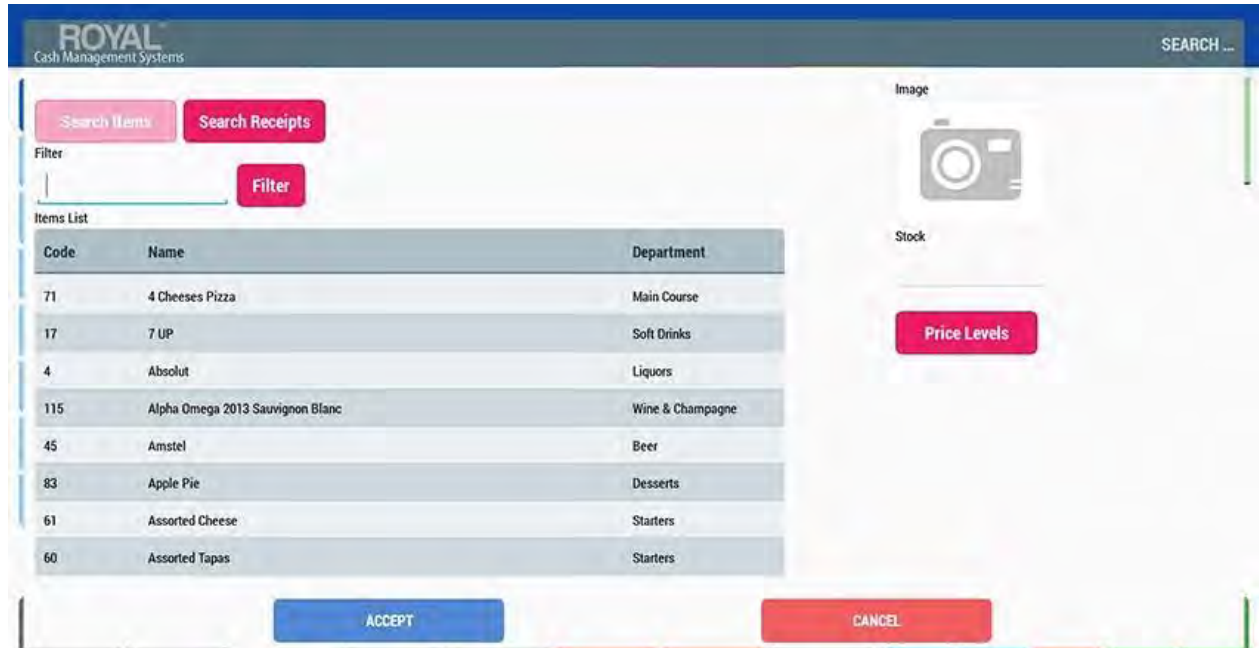 ROYAL
Cash Management Systems
SEARCH ...
Search Items
Search Receipts
Filter
Filter
Items List
Code Name Department
71 4 Cheeses Pizza Main Course
17 7 UP Soft Drinks
4 Absolut Liquors
115 Alpha Omega 2013 Sauvignon Blanc Wine & Champagne
45 Amstel Beer
83 Apple Pie Desserts
61 Assorted Cheese Starters
60 Assorted Tapas Starters
Image
Stock
Price Levels
ACCEPT
CANCEL